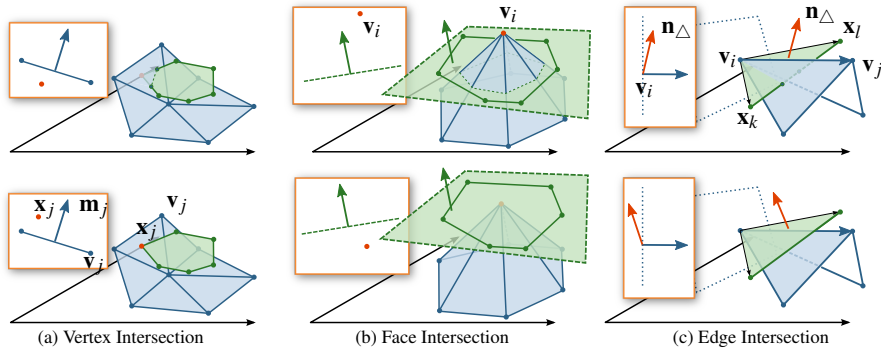 v_i
v_i
n_△
v_i
n_△
x_l
v_i
v_j
x_k
x_j
m_j
v_j
v_j
x_j
(a) Vertex Intersection
(b) Face Intersection
(c) Edge Intersection